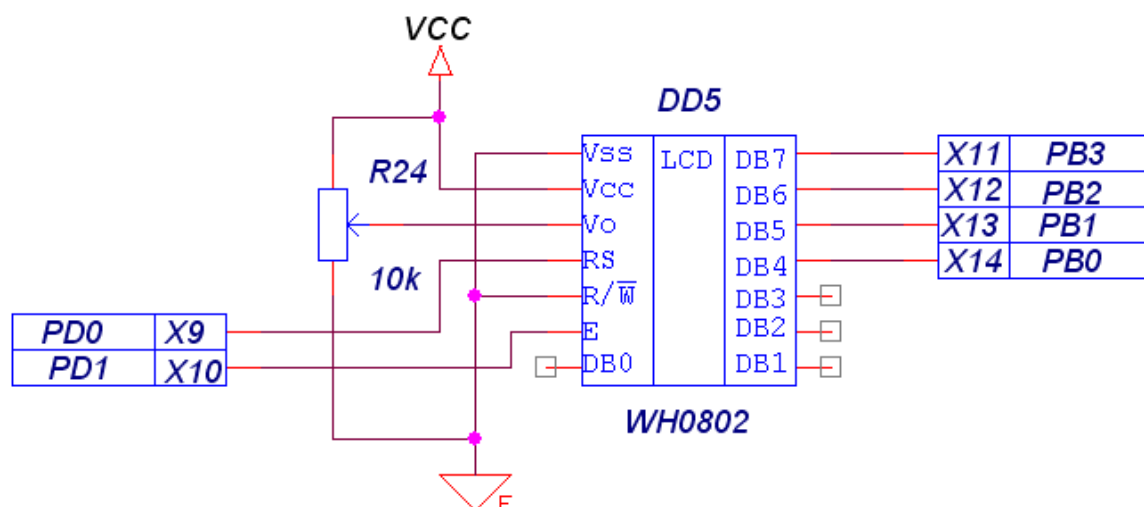 VCC
DD5
R24
10k
Vss LCD DB7
Vcc DB6
Vo DB5
RS DB4
R/W̅ DB3
E DB2
DB0 DB1
WH0802
X11 PB3
X12 PB2
X13 PB1
X14 PB0
PD0 X9
PD1 X10